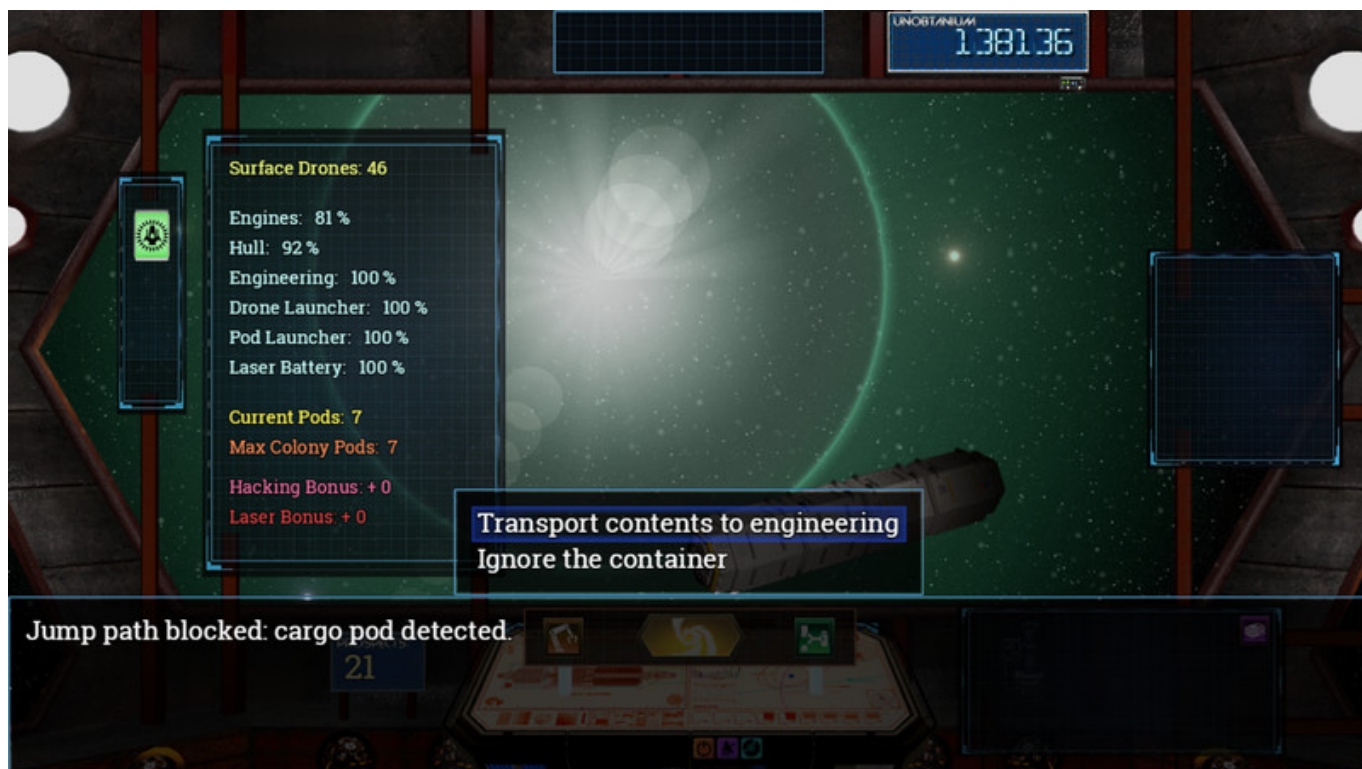 UNOBTANIUM
138136
Surface Drones: 46
Engines: 81 %
Hull: 92 %
Engineering: 100 %
Drone Launcher: 100 %
Pod Launcher: 100 %
Laser Battery: 100 %
Current Pods: 7
Max Colony Pods: 7
Hacking Bonus: + 0
Laser Bonus: + 0
Transport contents to engineering
Ignore the container
Jump path blocked: cargo pod detected.
21